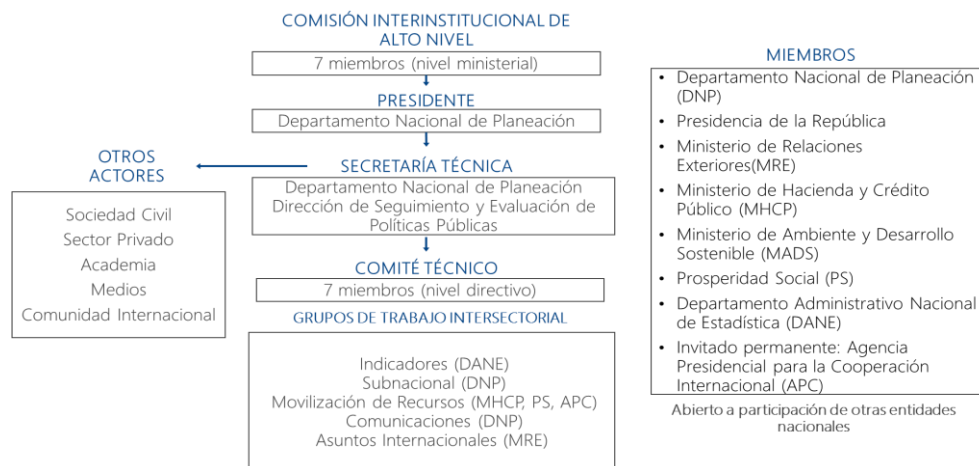 COMISIÓN INTERINSTITUCIONAL DE
ALTO NIVEL
7 miembros (nivel ministerial)
PRESIDENTE
Departamento Nacional de Planeación
SECRETARÍA TÉCNICA
Departamento Nacional de Planeación
Dirección de Seguimiento y Evaluación de
Políticas Públicas
COMITÉ TÉCNICO
7 miembros (nivel directivo)
GRUPOS DE TRABAJO INTERSECTORIAL
Indicadores (DANE)
Subnacional (DNP)
Movilización de Recursos (MHCP, PS, APC)
Comunicaciones (DNP)
Asuntos Internacionales (MRE)
OTROS
ACTORES
Sociedad Civil
Sector Privado
Academia
Medios
Comunidad Internacional
MIEMBROS
• Departamento Nacional de Planeación
(DNP)
• Presidencia de la República
• Ministerio de Relaciones
Exteriores(MRE)
• Ministerio de Hacienda y Crédito
Público (MHCP)
• Ministerio de Ambiente y Desarrollo
Sostenible (MADS)
• Prosperidad Social (PS)
• Departamento Administrativo Nacional
de Estadística (DANE)
• Invitado permanente: Agencia
Presidencial para la Cooperación
Internacional (APC)
Abierto a participación de otras entidades
nacionales